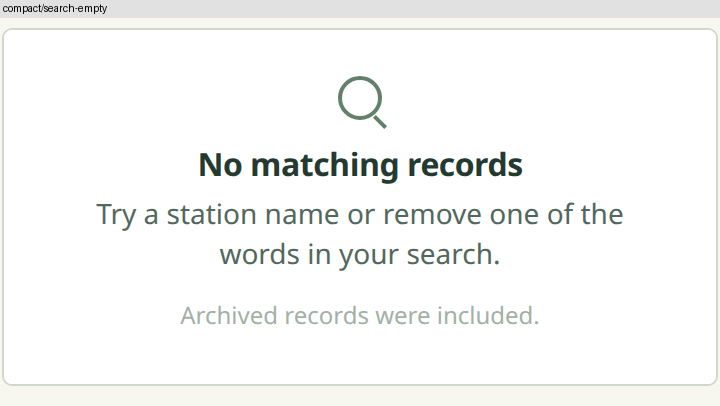 compact/search-empty
No matching records
Try a station name or remove one of the
words in your search.
Archived records were included.